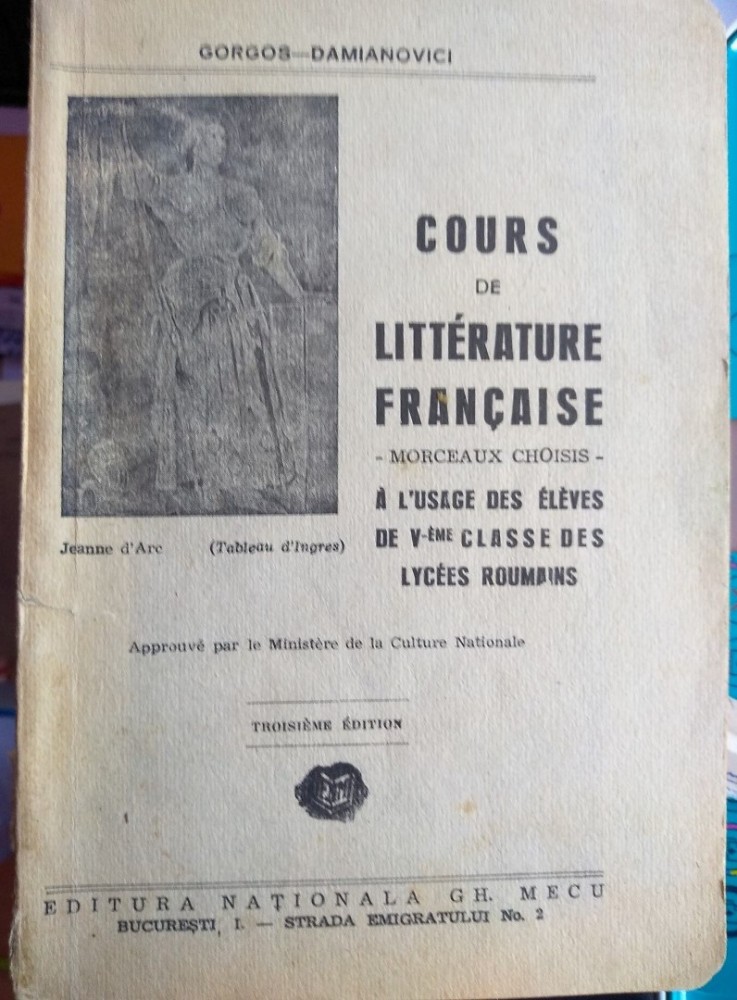 GORGOS—DAMIANOVICI
COURS
DE
LITTÉRATURE
FRANÇAISE
- MORCEAUX CHOISIS -
À L'USAGE DES ÉLÈVES
DE V-ÈME CLASSE DES
LYCÉES ROUMAINS
Jeanne d'Arc (Tableau d'Ingres)
Approuvé par le Ministère de la Culture Nationale
TROISIÈME ÉDITION
EDITURA NAȚIONALA GH. MECU
BUCUREȘTI, I. — STRADA EMIGRATULUI No. 2